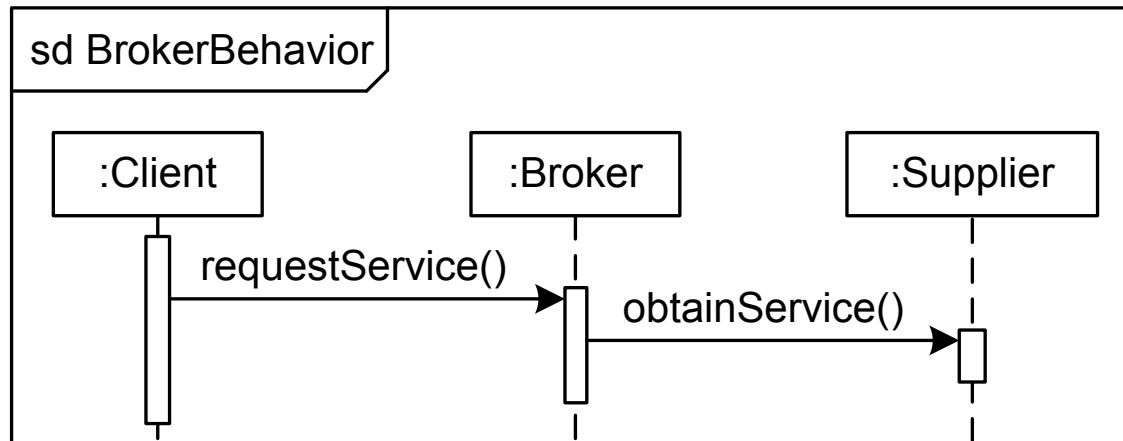 sd BrokerBehavior
:Client
:Broker
:Supplier
requestService()
obtainService()